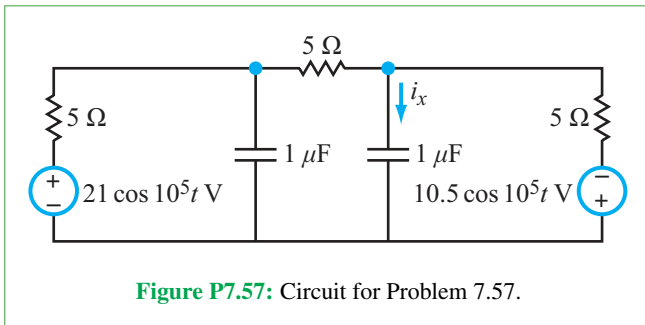 5 Ω
iₓ
5 Ω
5 Ω
1 μF
1 μF
+
−
21 cos 10⁵t V
10.5 cos 10⁵t V
−
+
Figure P7.57: Circuit for Problem 7.57.